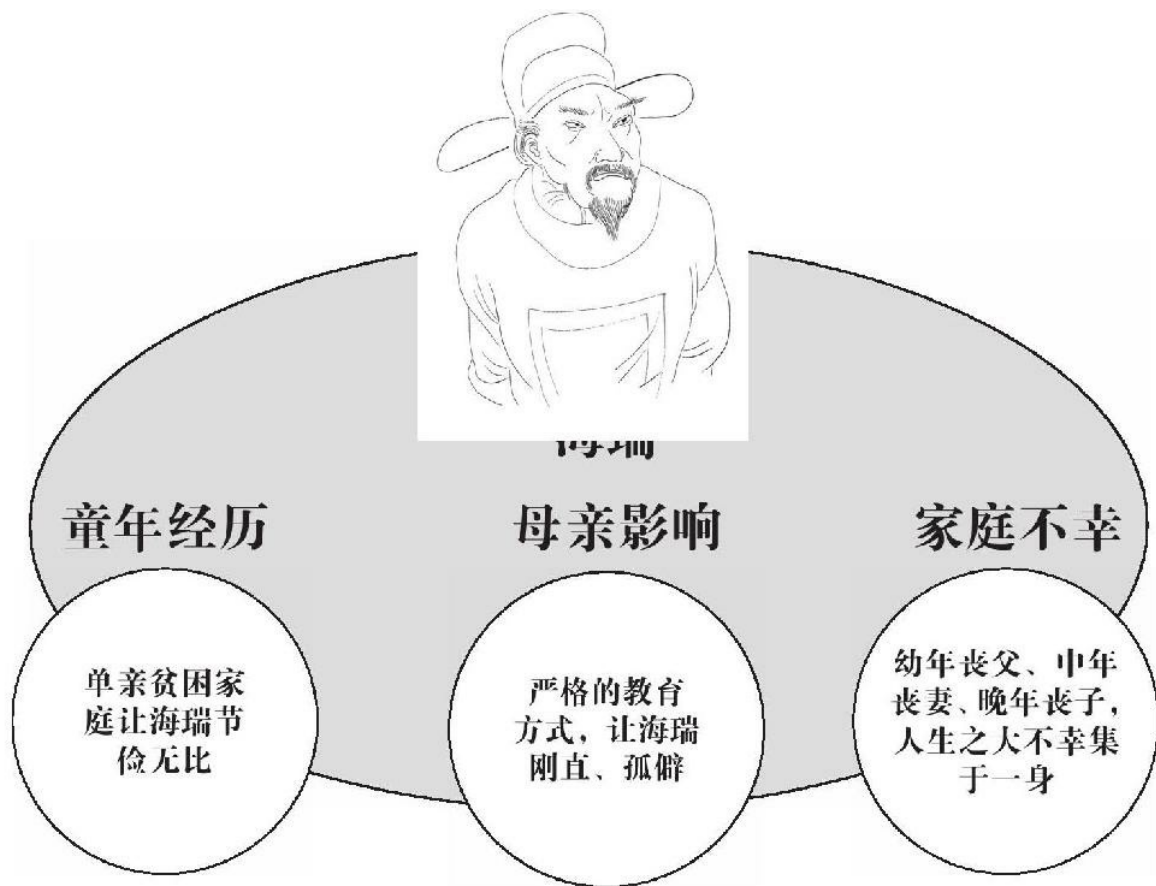 海瑞
童年经历
母亲影响
家庭不幸
单亲贫困家
庭让海瑞节
俭无比
严格的教育
方式，让海瑞
刚直、孤僻
幼年丧父、中年
丧妻、晚年丧子，
人生之大不幸集
于一身